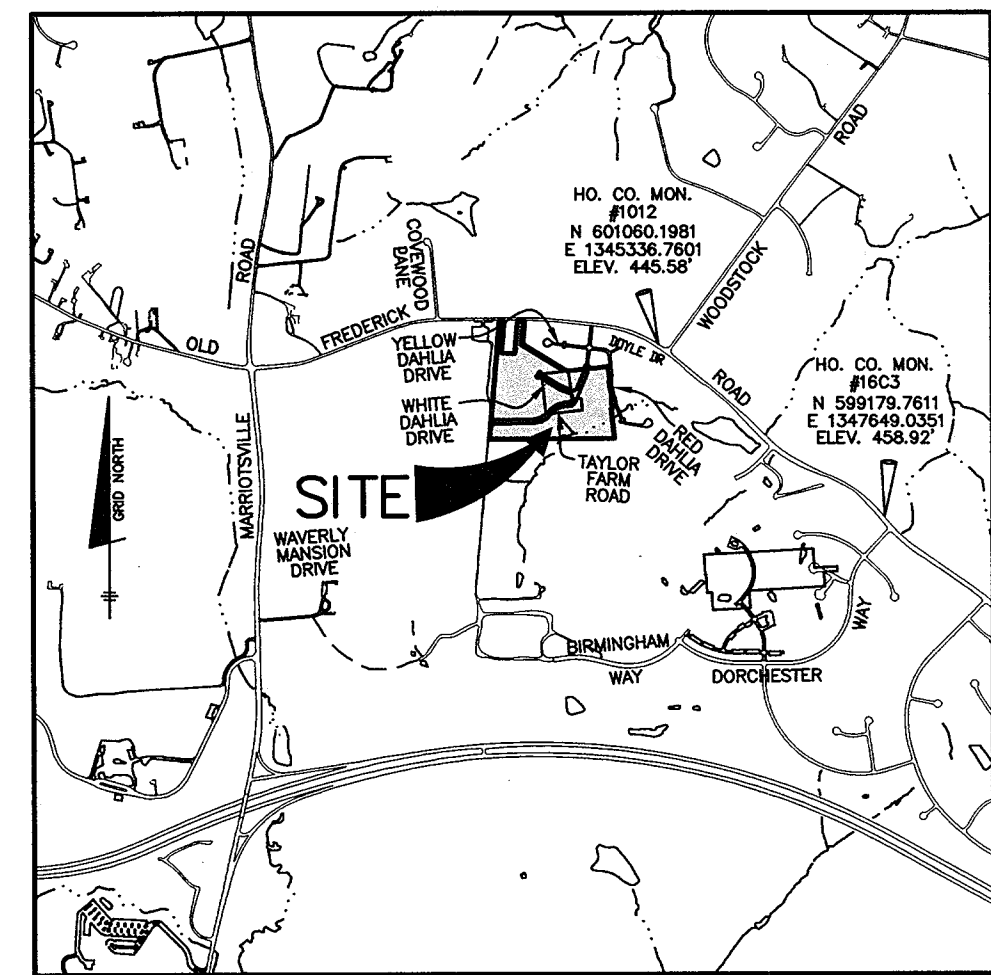 HO. CO. MON.
#1012
N 601060.1981
E 1345336.7601
ELEV. 445.58'
ROAD
WOODSTOCK
COVEWOOD
LANE
ROAD
OLD
FREDERICK
YELLOW
DAHLIA
DRIVE
DOYLE DR
ROAD
HO. CO. MON.
#16C3
N 599179.7611
E 1347649.0351
ELEV. 458.92'
WHITE
DAHLIA
DRIVE
RED
DAHLIA
DRIVE
TAYLOR
FARM
ROAD
GRID NORTH
MARRIOTSVILLE
SITE
WAVERLY
MANSION
DRIVE
BIRMINGHAM
WAY
DORCHESTER
WAY